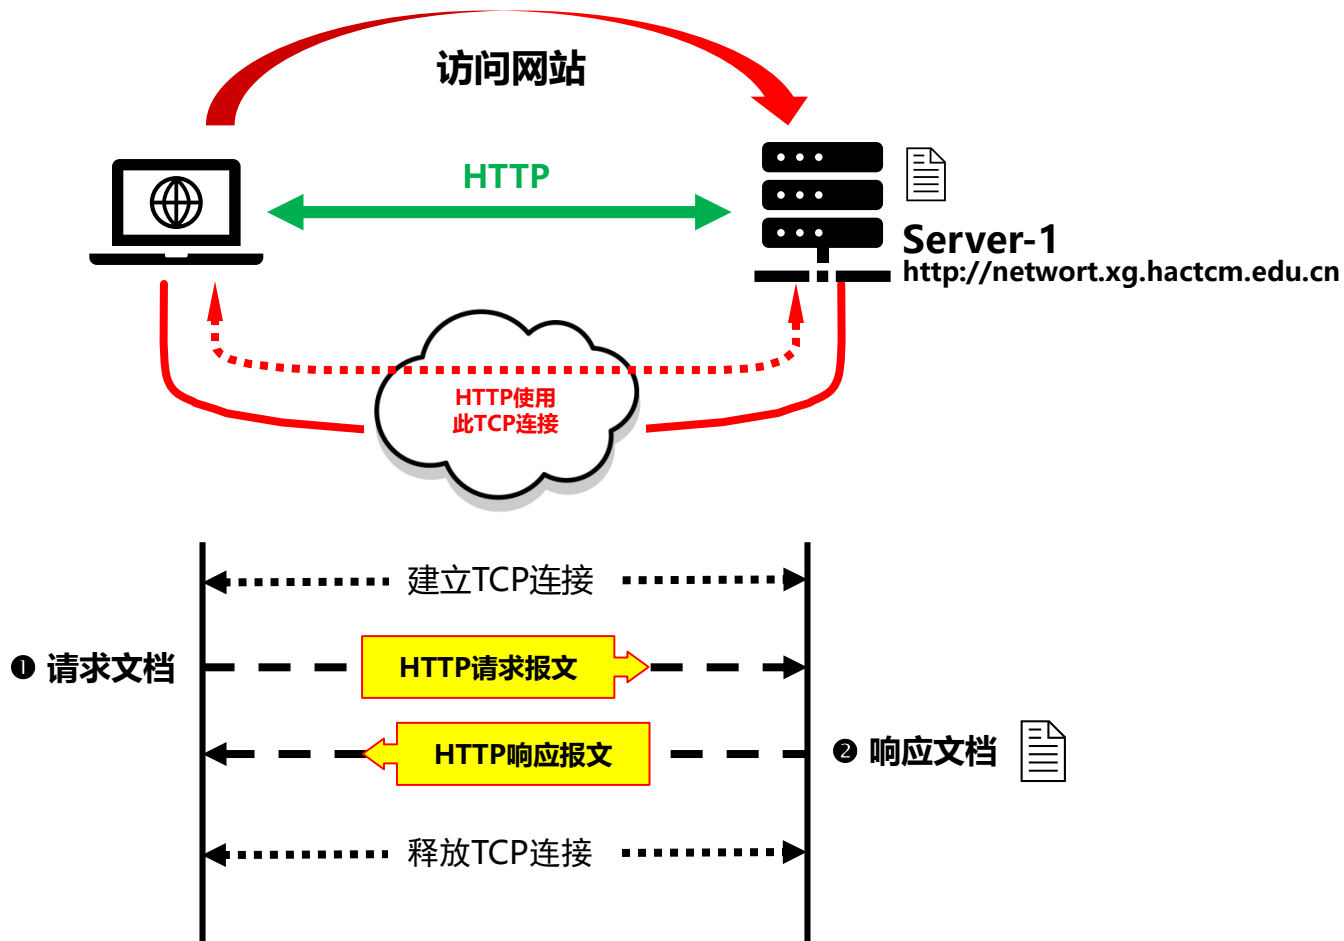 访问网站
HTTP
Server-1
http://networt.xg.hactcm.edu.cn
HTTP使用
此TCP连接
建立TCP连接
❶ 请求文档
HTTP请求报文
HTTP响应报文
❷ 响应文档
释放TCP连接